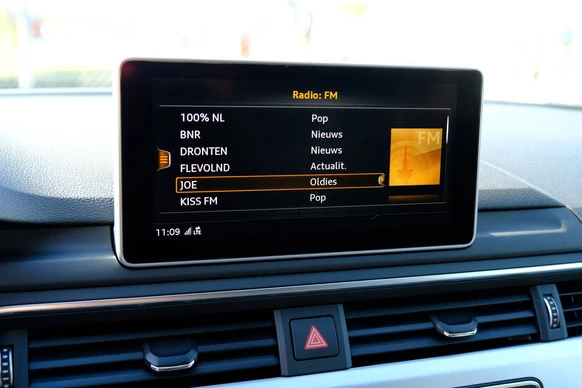 Radio: FM
100% NL Pop
BNR Nieuws
DRONTEN Nieuws
FLEVOLND Actualit.
JOE Oldies
KISS FM Pop
FM
11:09 LTE